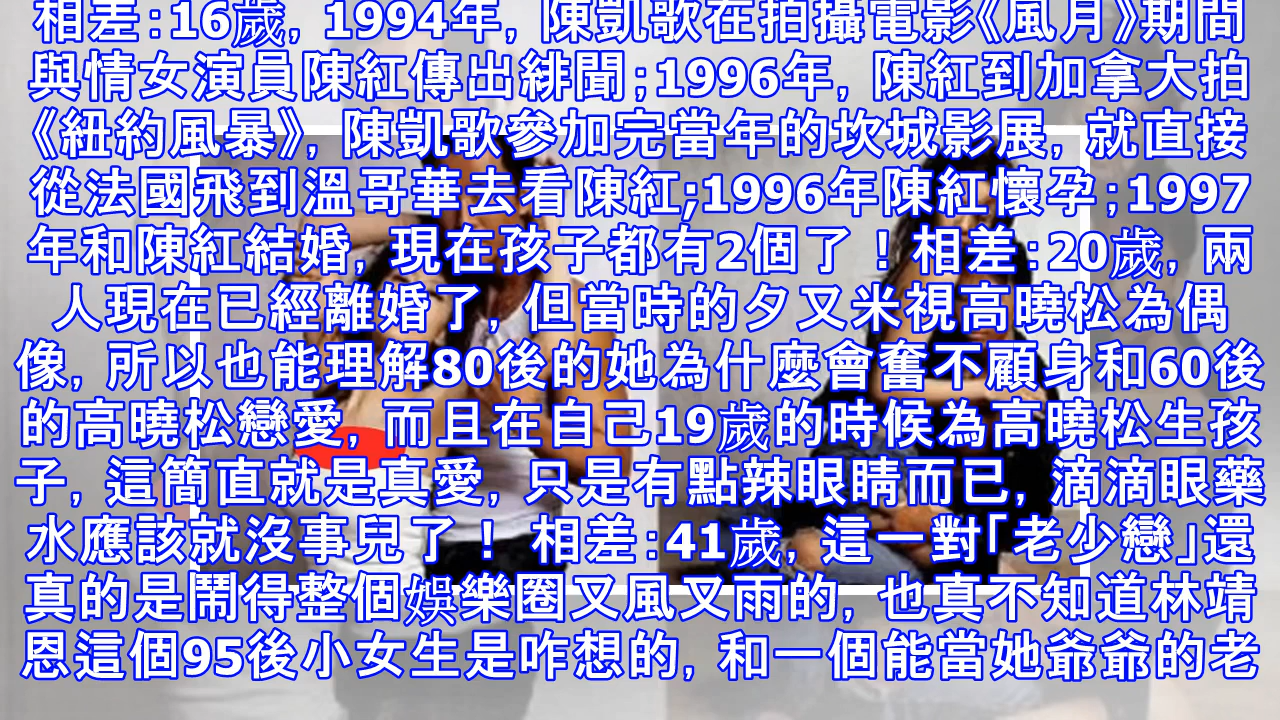 相差:16歲, 1994年, 陳凱歌在拍攝電影《風月》期間
與情女演員陳紅傳出緋聞;1996年, 陳紅到加拿大拍
《紐約風暴》, 陳凱歌參加完當年的坎城影展, 就直接
從法國飛到溫哥華去看陳紅;1996年陳紅懷孕;1997
年和陳紅結婚, 現在孩子都有2個了！相差:20歲, 兩
人現在已經離婚了, 但當時的夕又米視高曉松為偶
像, 所以也能理解80後的她為什麼會奮不顧身和60後
的高曉松戀愛, 而且在自己19歲的時候為高曉松生孩
子, 這簡直就是真愛, 只是有點辣眼睛而已, 滴滴眼藥
水應該就沒事兒了！ 相差:41歲, 這一對「老少戀」還
真的是鬧得整個娛樂圈又風又雨的, 也真不知道林靖
恩這個95後小女生是咋想的, 和一個能當她爺爺的老